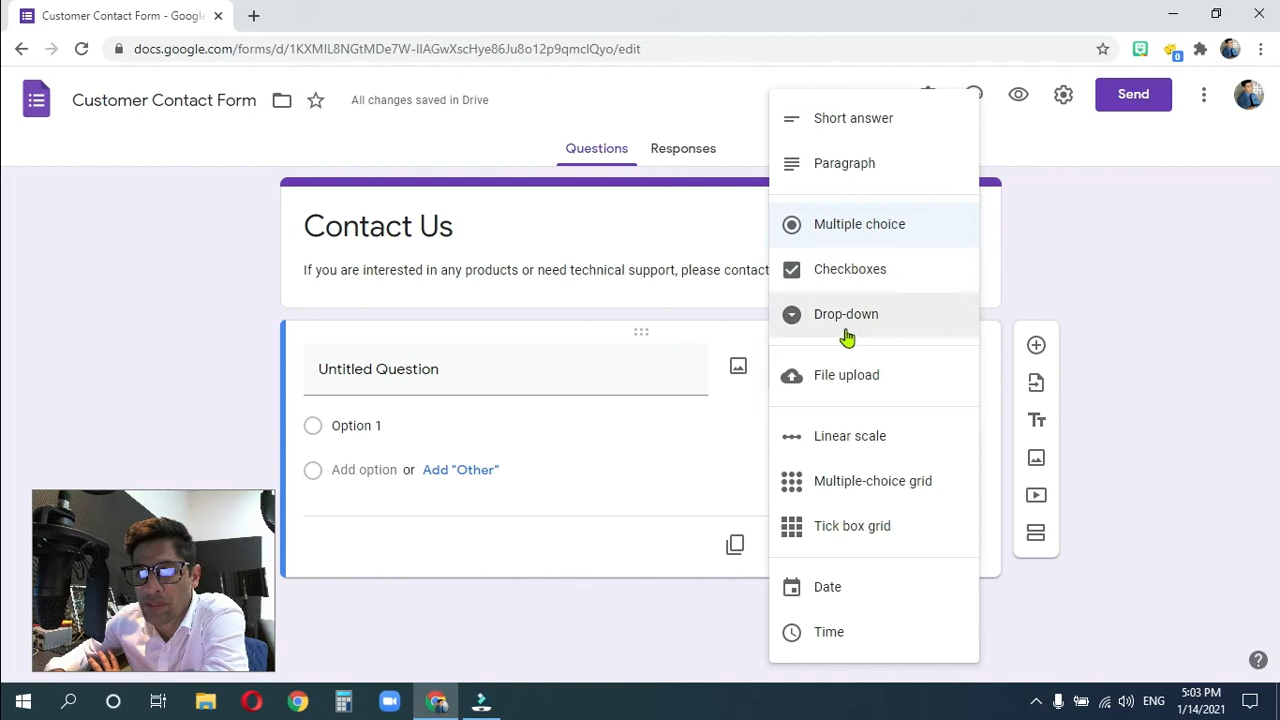 Customer Contact Form - Google
docs.google.com/forms/d/1KXMIL8NGtMDe7W-IIAGwXscHye86Ju8o12p9qmcIQyo/edit
0
Customer Contact Form
All changes saved in Drive
Send
Questions
Responses
Short answer
Paragraph
Multiple choice
Checkboxes
Drop-down
File upload
Linear scale
Multiple-choice grid
Tick box grid
Date
Time
Contact Us
If you are interested in any products or need technical support, please contact
Untitled Question
Option 1
Add option or Add "Other"
Tt
ENG
5:03 PM
1/14/2021